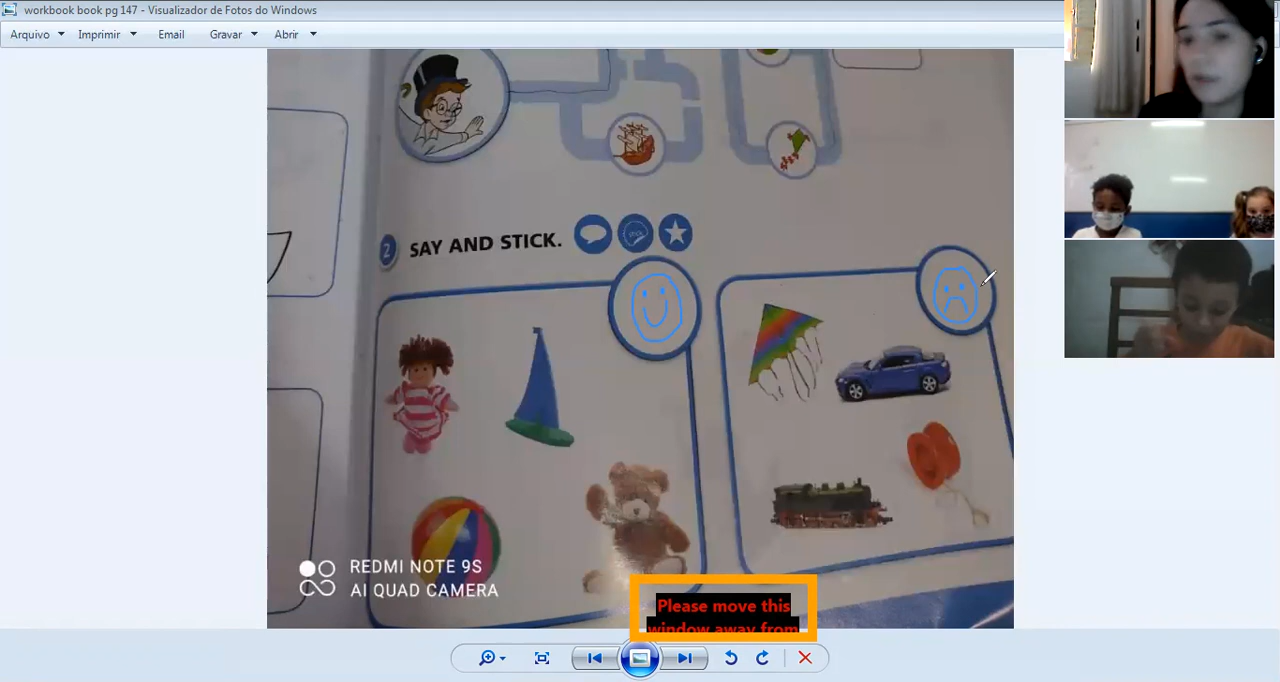 workbook book pg 147 - Visualizador de Fotos do Windows
Arquivo Imprimir Email Gravar Abrir
2 SAY AND STICK.
REDMI NOTE 9S
AI QUAD CAMERA
Please move this
window away from